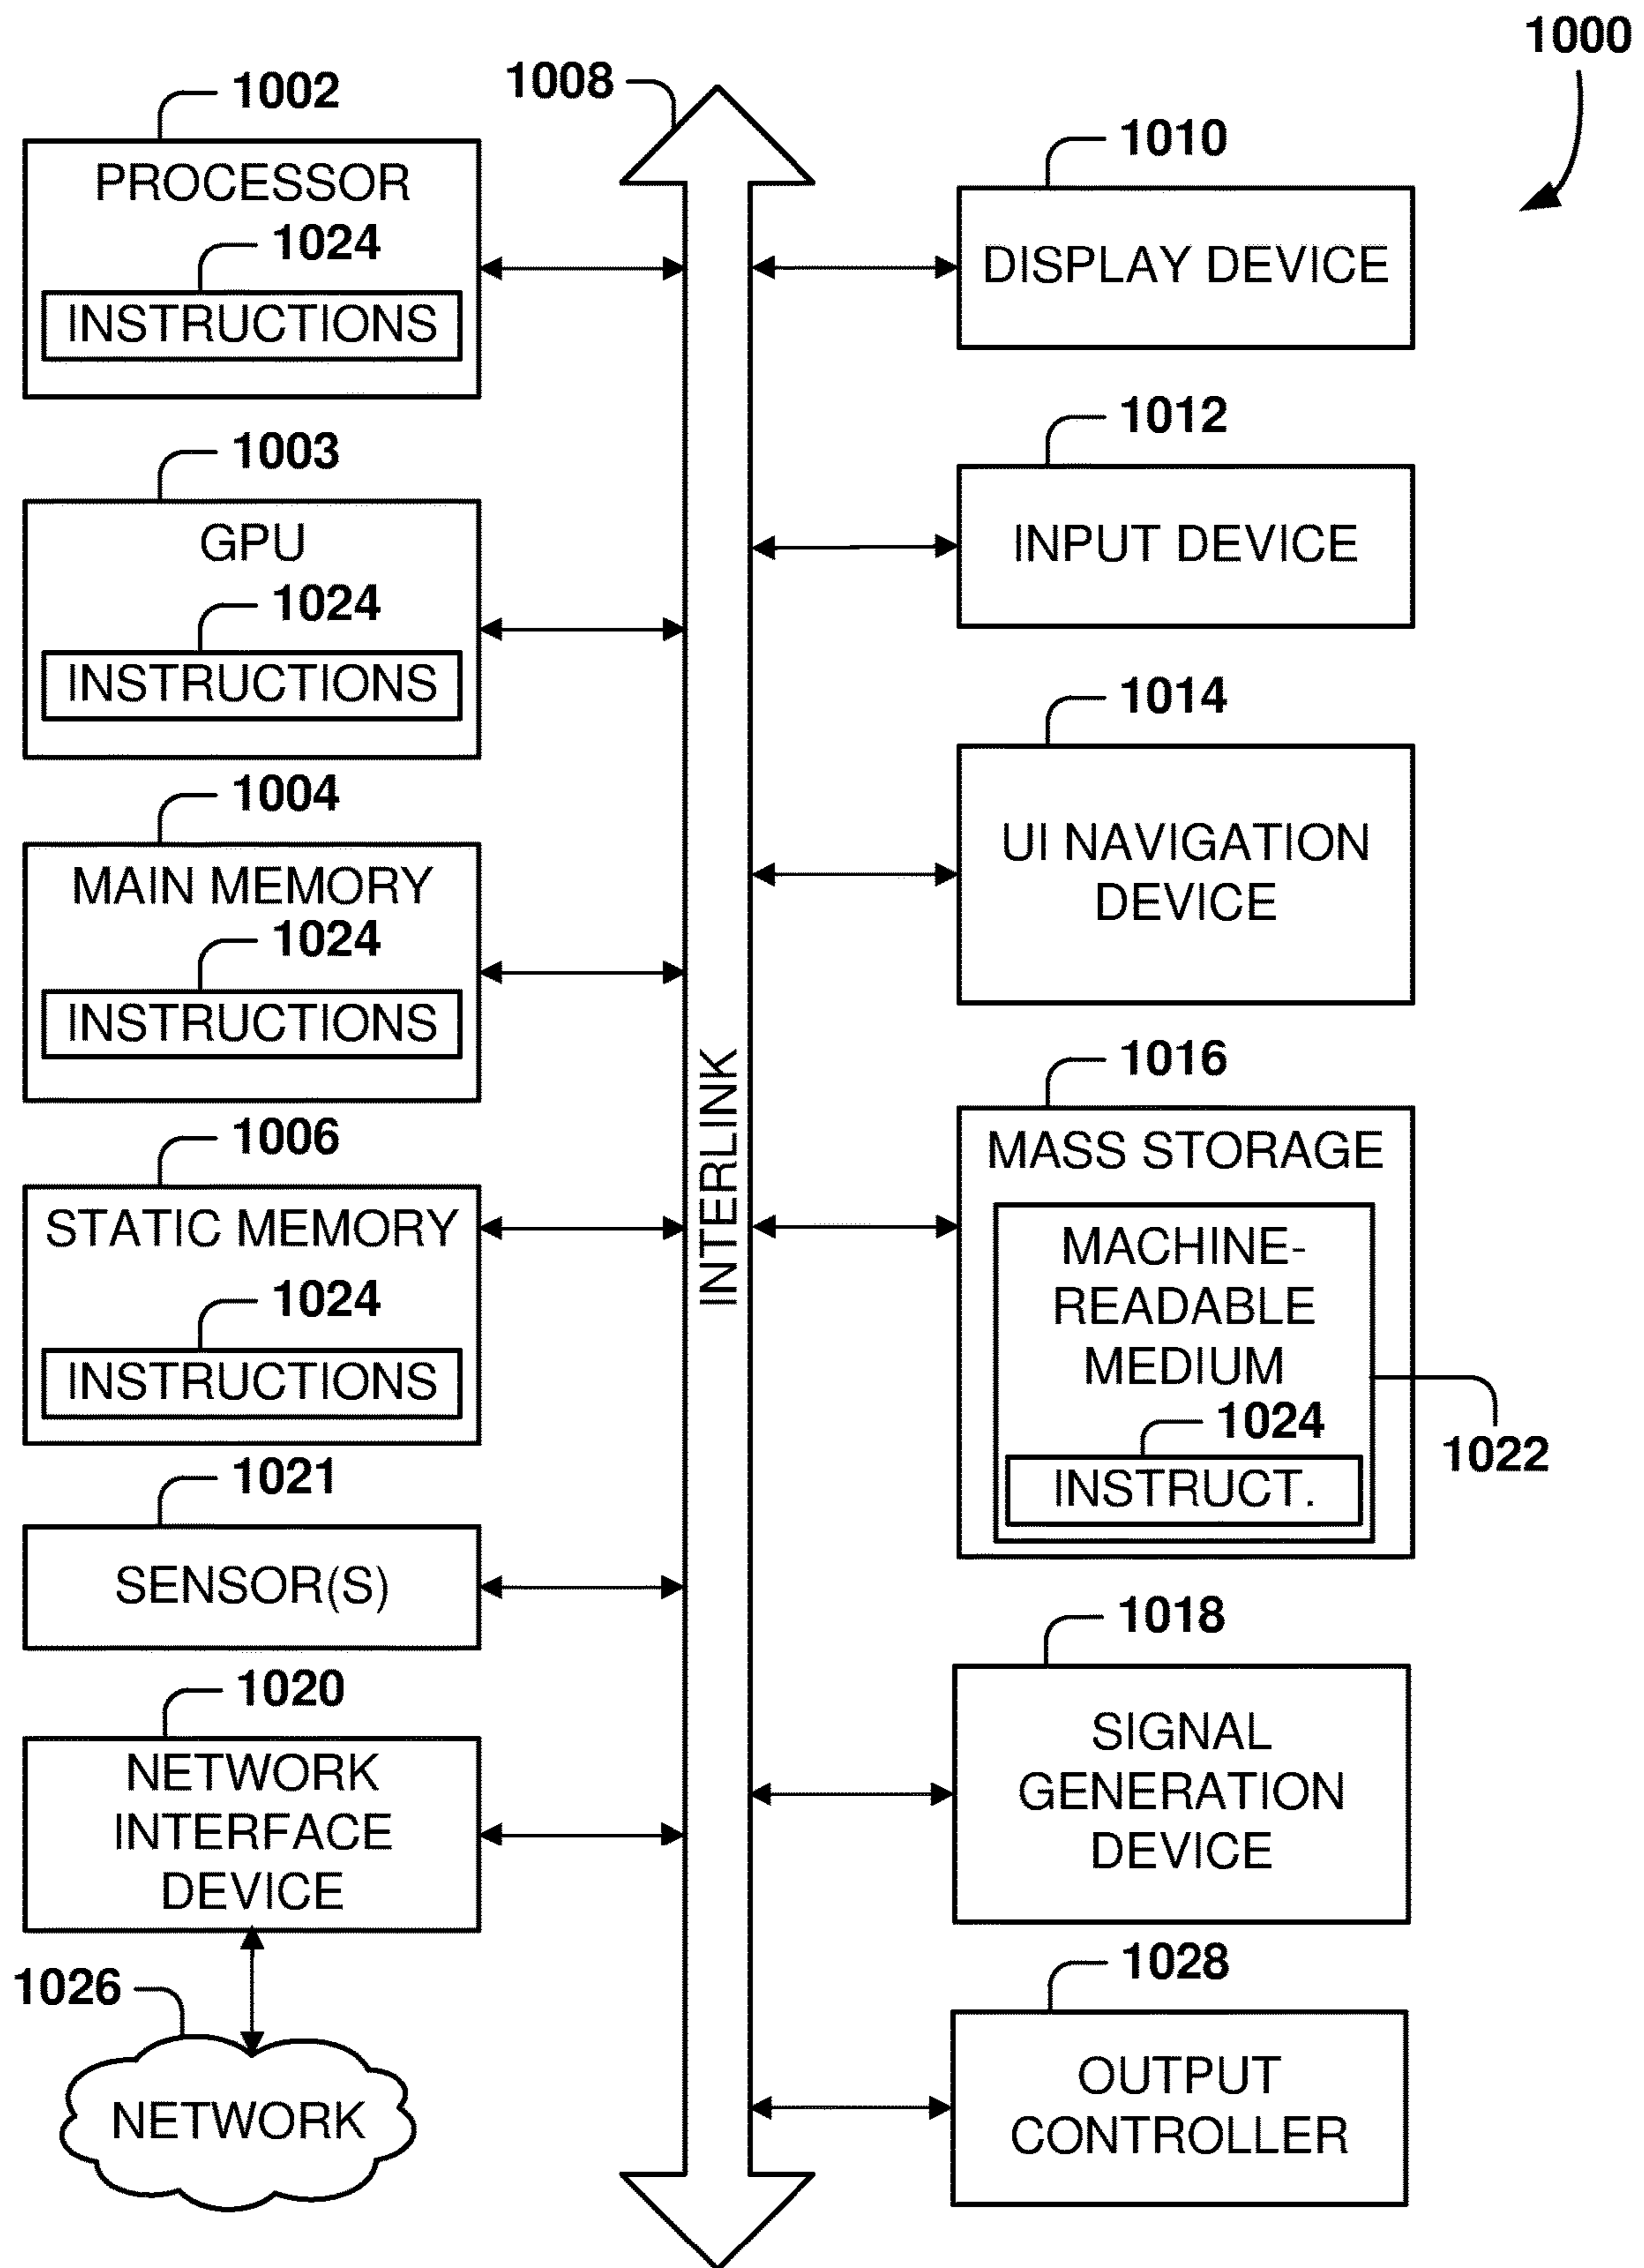 1000
1002
PROCESSOR
1024
INSTRUCTIONS
1003
GPU
1024
INSTRUCTIONS
1004
MAIN MEMORY
1024
INSTRUCTIONS
1006
STATIC MEMORY
1024
INSTRUCTIONS
1021
SENSOR(S)
1020
NETWORK
INTERFACE
DEVICE
1026
NETWORK
1008
INTERLINK
1010
DISPLAY DEVICE
1012
INPUT DEVICE
1014
UI NAVIGATION
DEVICE
1016
MASS STORAGE
MACHINE-
READABLE
MEDIUM
1024
INSTRUCT.
1022
1018
SIGNAL
GENERATION
DEVICE
1028
OUTPUT
CONTROLLER